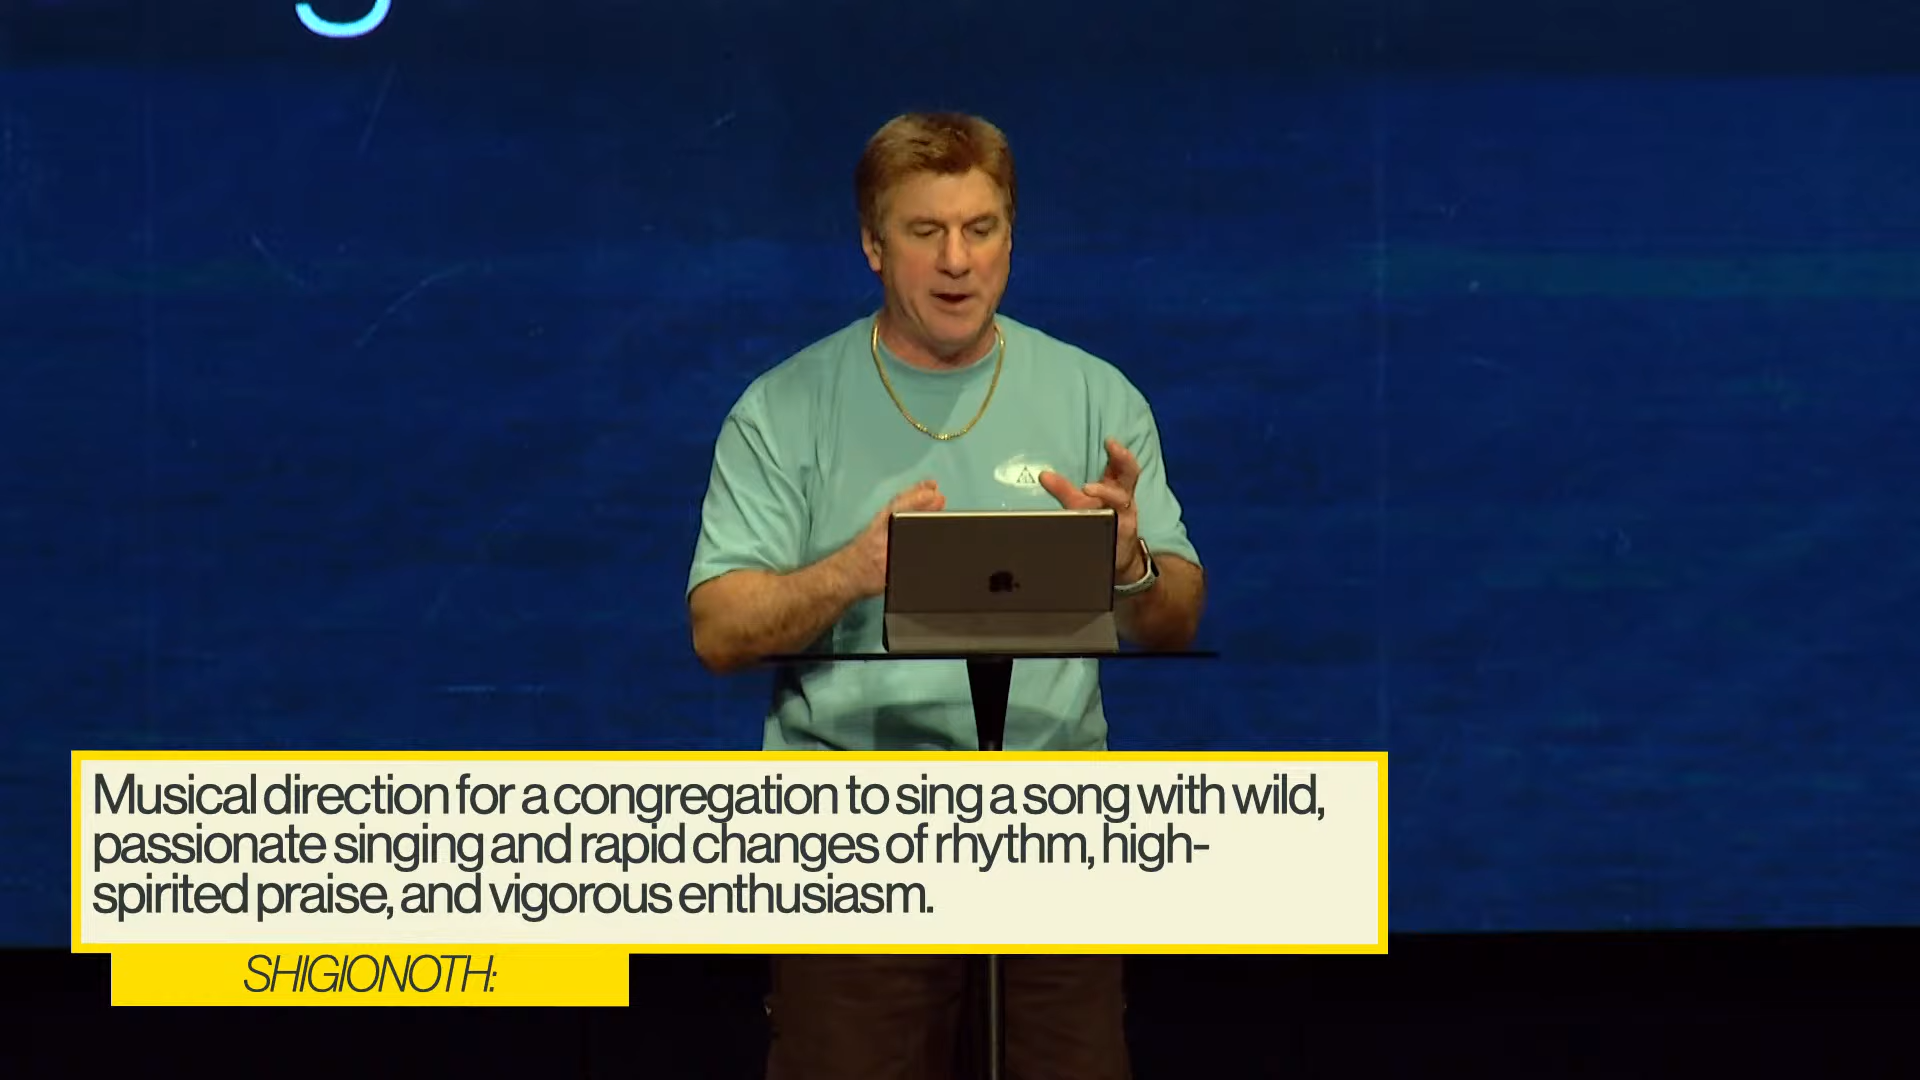 Musical direction for a congregation to sing a song with wild,
passionate singing and rapid changes of rhythm, high-
spirited praise, and vigorous enthusiasm.
SHIGIONOTH: